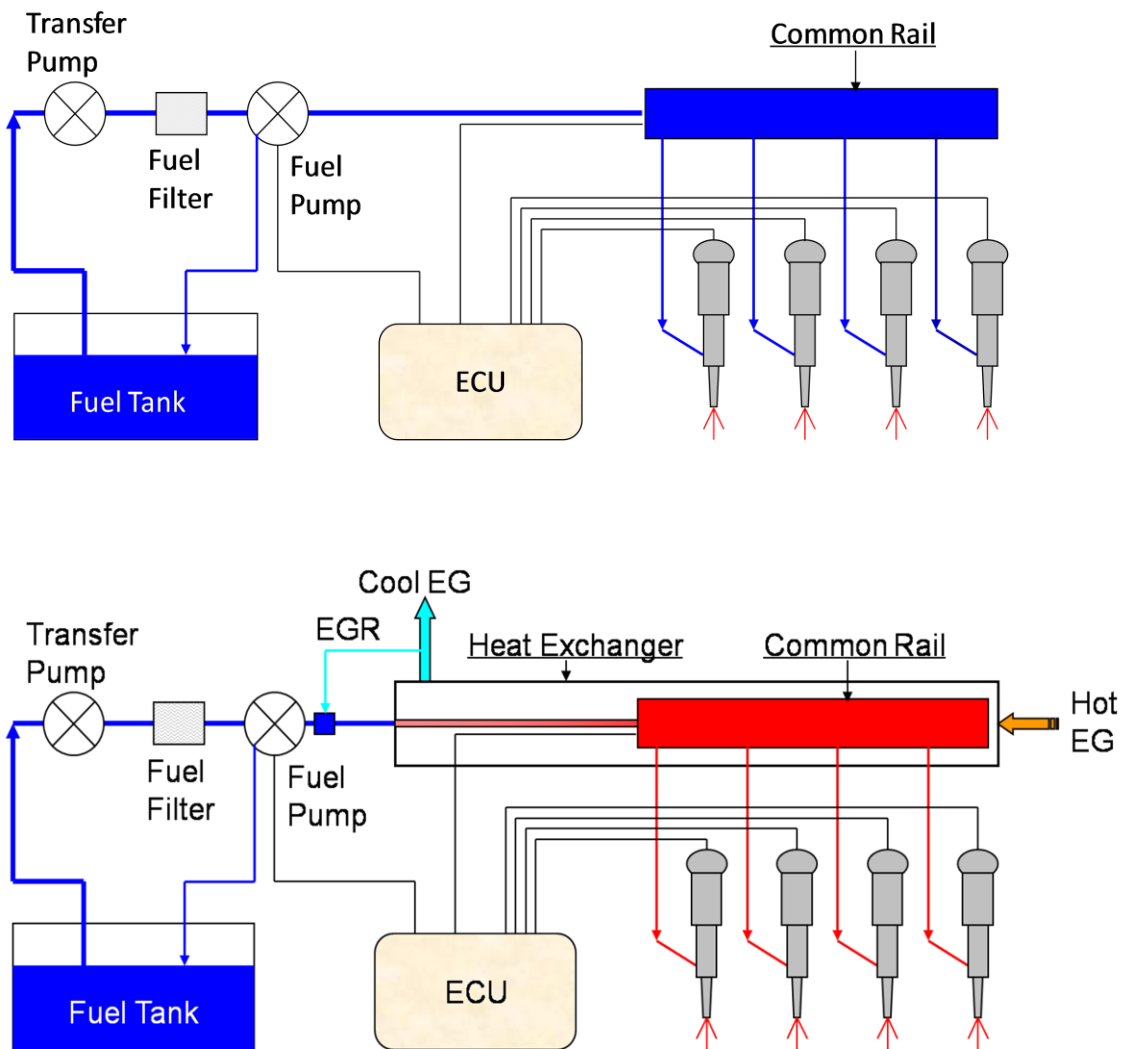 Transfer
Pump
Common Rail
Fuel
Filter
Fuel
Pump
ECU
Fuel Tank
Cool EG
EGR
Transfer
Pump
Heat Exchanger
Common Rail
Hot
EG
Fuel
Filter
Fuel
Pump
ECU
Fuel Tank